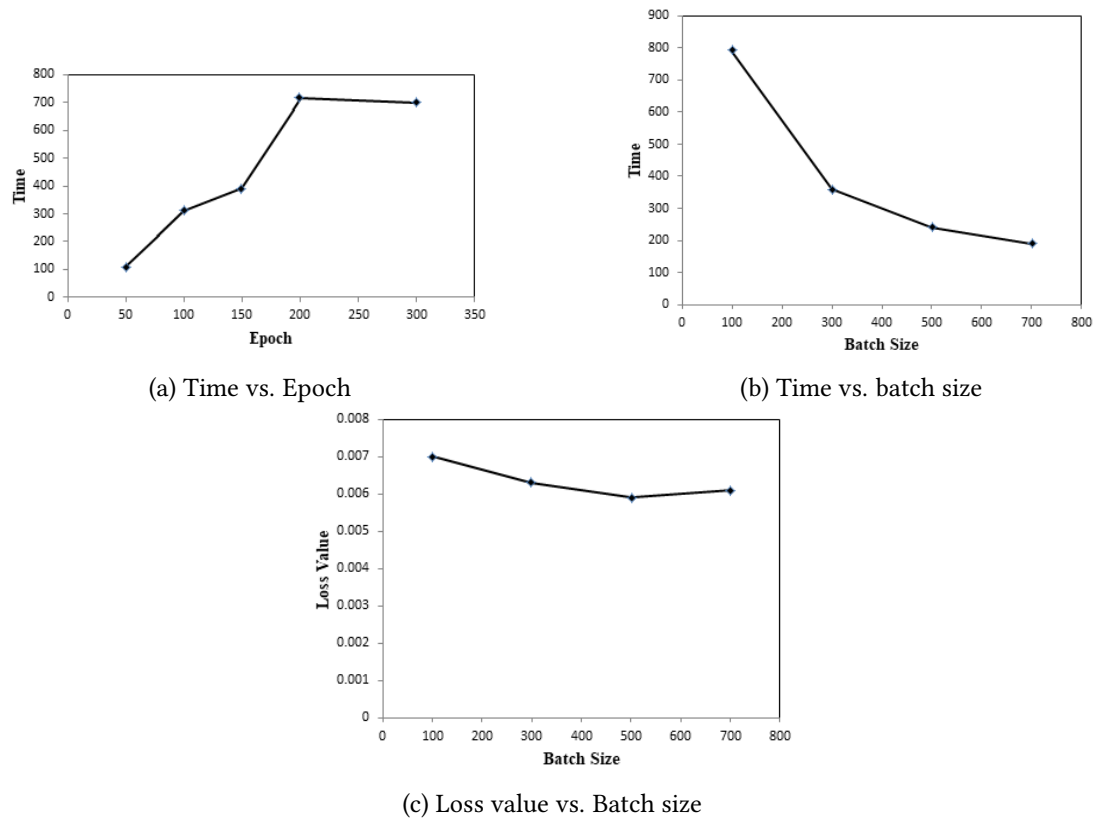 800
700
600
500
400
300
200
100
0
Time
0 50 100 150 200 250 300 350
Epoch
(a) Time vs. Epoch
900
800
700
600
500
400
300
200
100
0
Time
0 100 200 300 400 500 600 700 800
Batch Size
(b) Time vs. batch size
0.008
0.007
0.006
0.005
0.004
0.003
0.002
0.001
0
Loss Value
0 100 200 300 400 500 600 700 800
Batch Size
(c) Loss value vs. Batch size